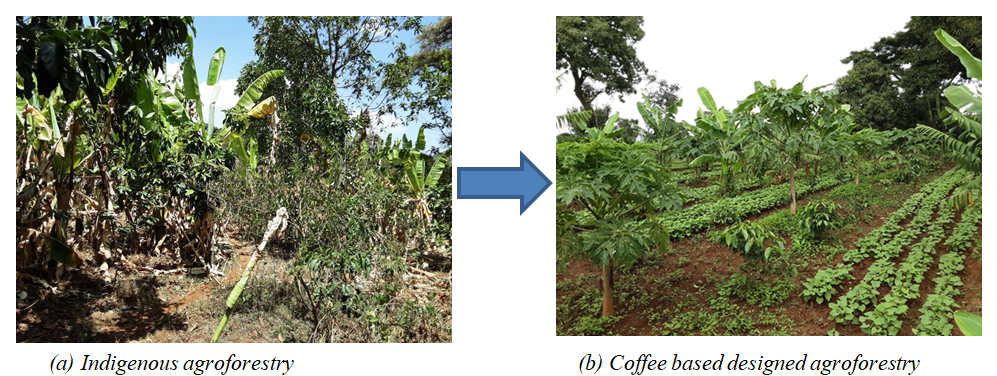 (a) Indigenous agroforestry
(b) Coffee based designed agroforestry